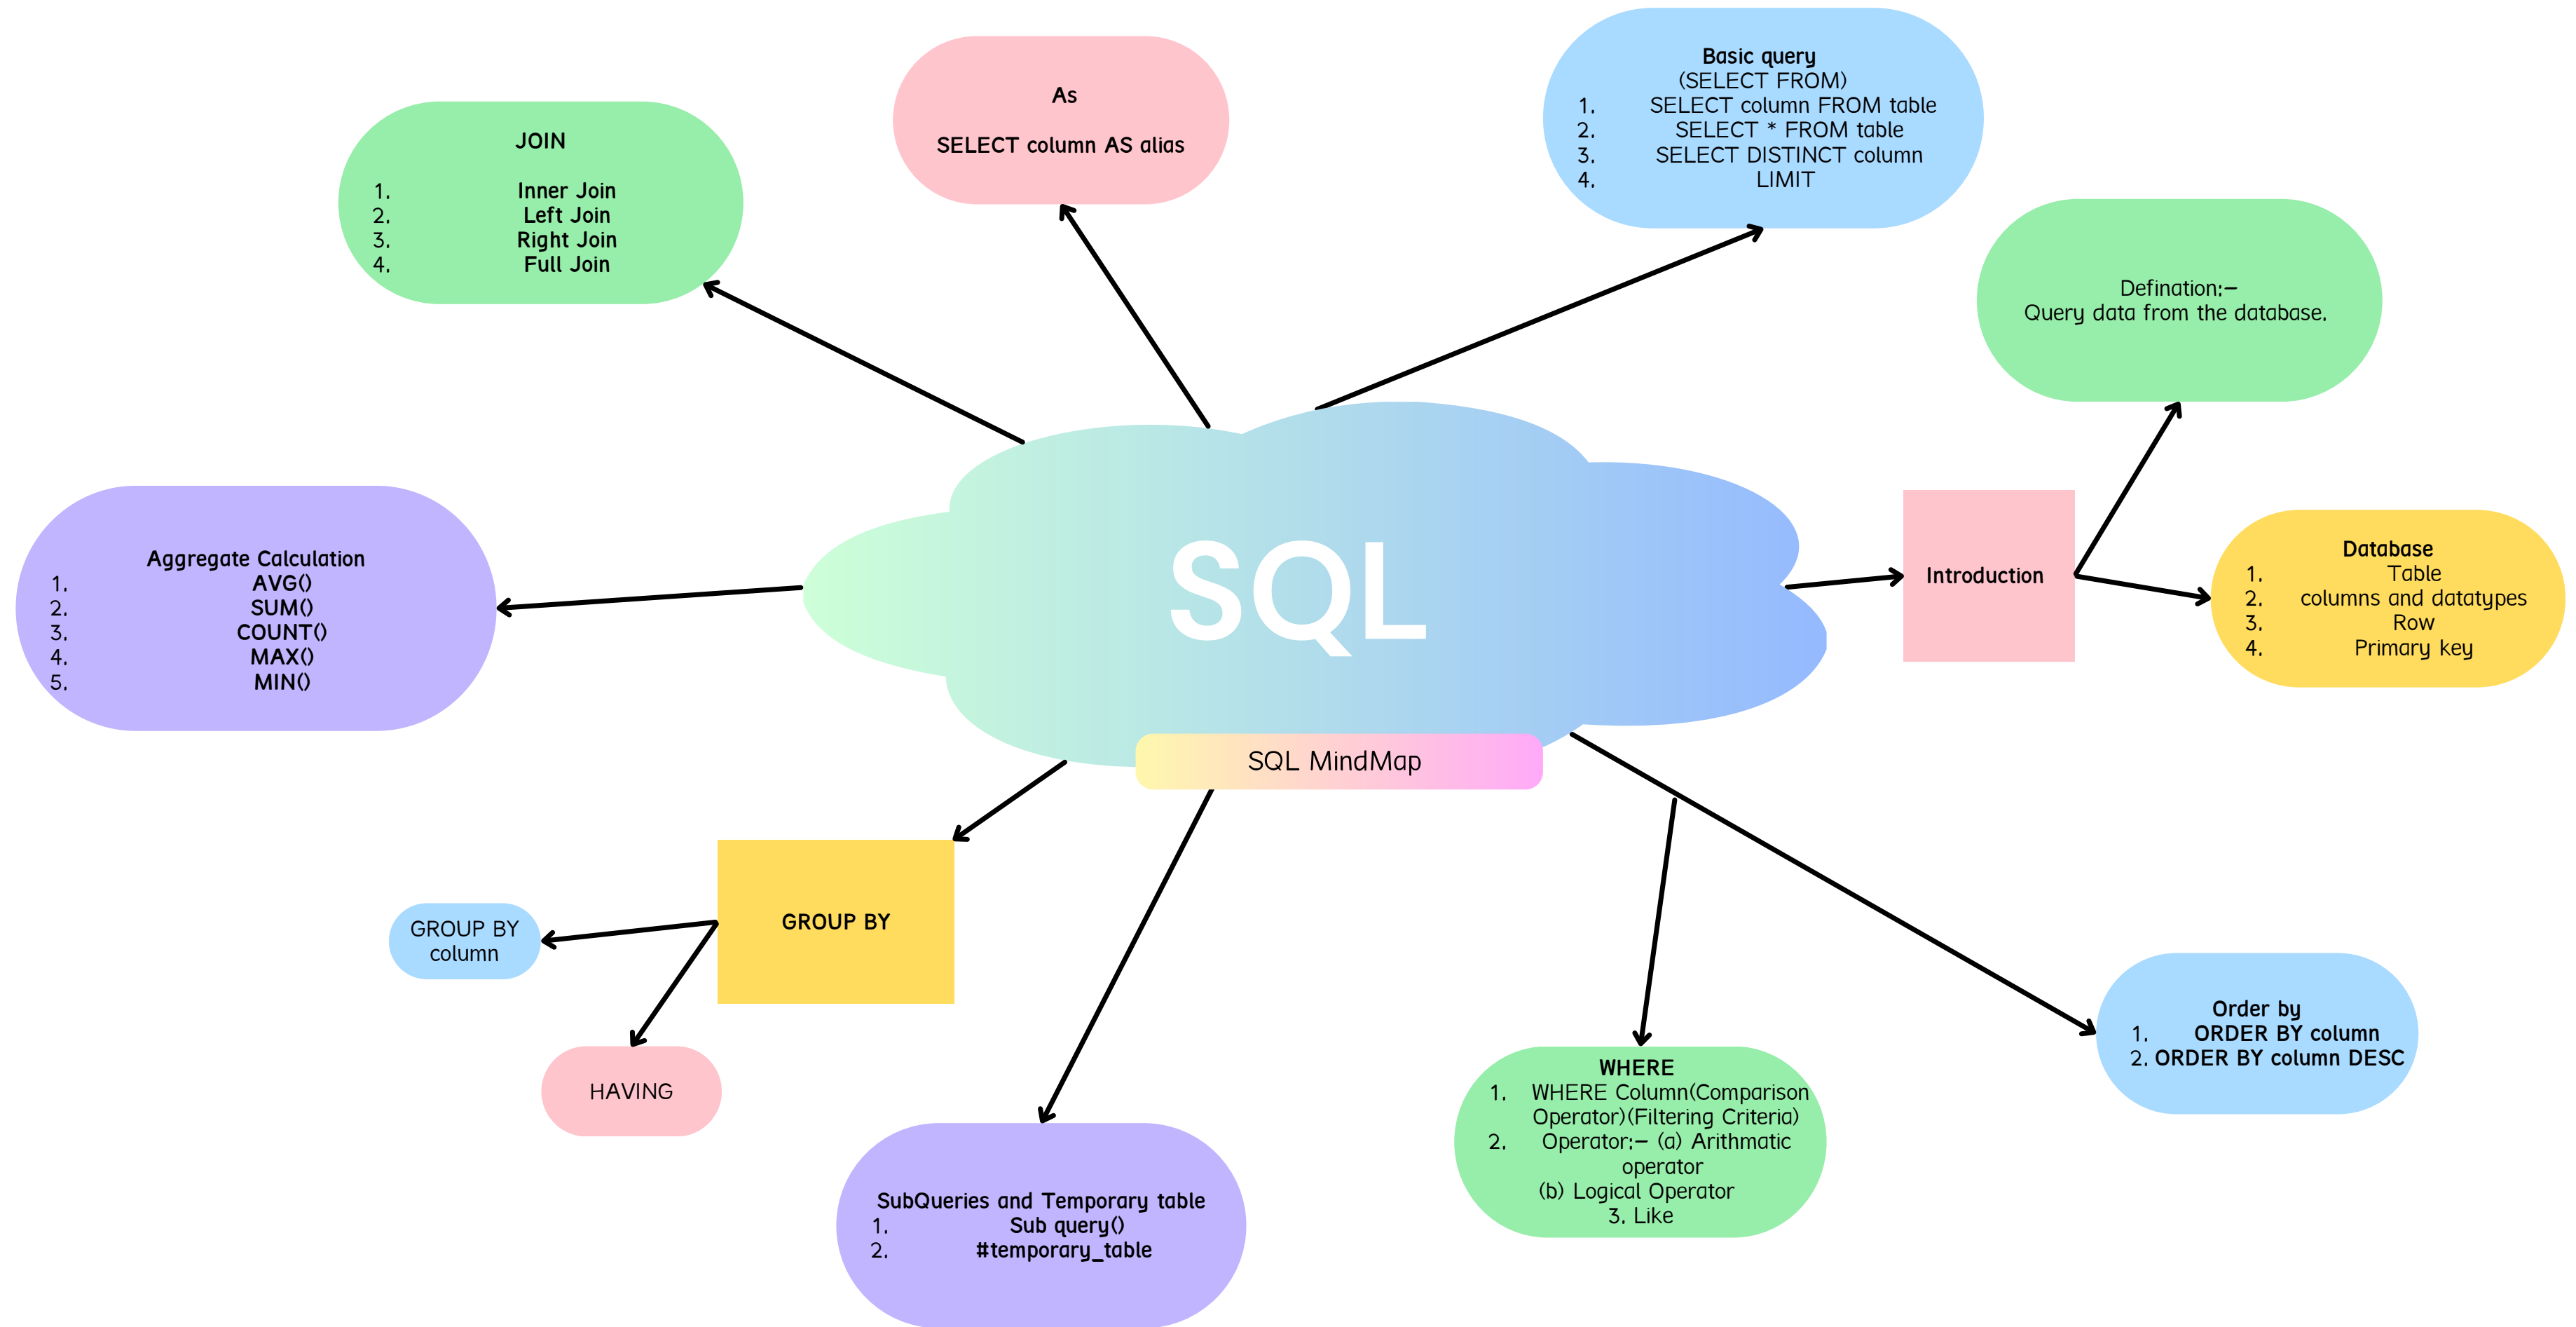 Basic query
(SELECT FROM)
1. SELECT column FROM table
2. SELECT * FROM table
3. SELECT DISTINCT column
4. LIMIT
As
SELECT column AS alias
JOIN
1. Inner Join
2. Left Join
3. Right Join
4. Full Join
Defination:-
Query data from the database.
Aggregate Calculation
1. AVG()
2. SUM()
3. COUNT()
4. MAX()
5. MIN()
SQL
SQL MindMap
Introduction
Database
1. Table
2. columns and datatypes
3. Row
4. Primary key
GROUP BY
GROUP BY
column
HAVING
SubQueries and Temporary table
1. Sub query()
2. #temporary_table
WHERE
1. WHERE Column(Comparison
Operator)(Filtering Criteria)
2. Operator:- (a) Arithmatic
operator
(b) Logical Operator
3. Like
Order by
1. ORDER BY column
2. ORDER BY column DESC